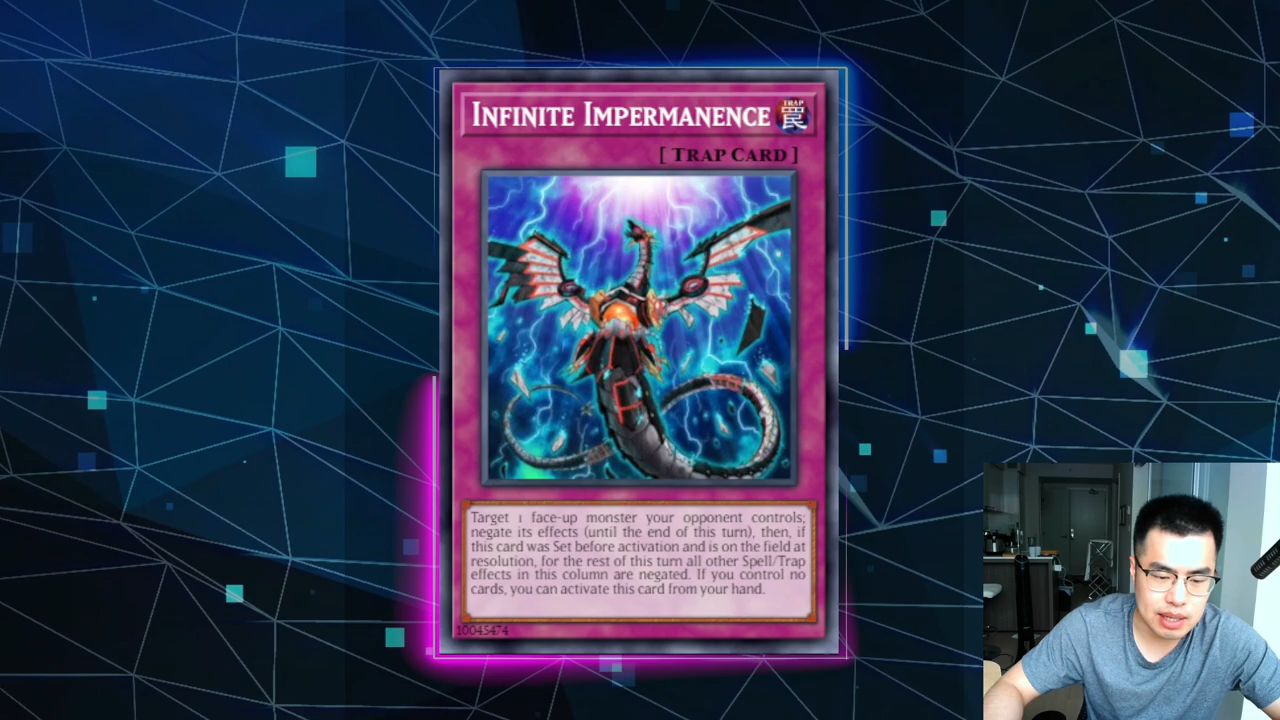 INFINITE IMPERMANENCE
TRAP
罠
[ TRAP CARD ]
Target 1 face-up monster your opponent controls;
negate its effects (until the end of this turn), then, if
this card was Set before activation and is on the field at
resolution, for the rest of this turn all other Spell/Trap
effects in this column are negated. If you control no
cards, you can activate this card from your hand.
10045474